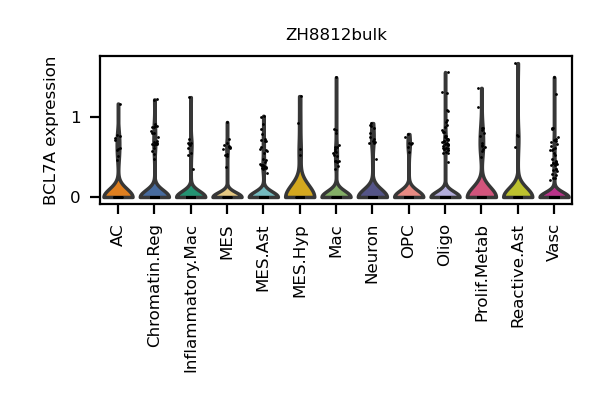 ZH8812bulk
BCL7A expression
1
0
AC
Chromatin.Reg
Inflammatory.Mac
MES
MES.Ast
MES.Hyp
Mac
Neuron
OPC
Oligo
Prolif.Metab
Reactive.Ast
Vasc